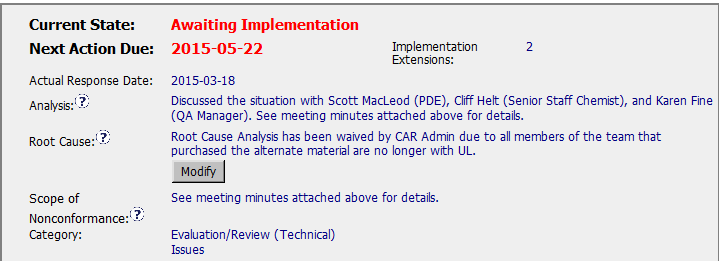 Current State: Awaiting Implementation
Next Action Due: 2015-05-22 Implementation Extensions: 2
Actual Response Date: 2015-03-18
Analysis:? Discussed the situation with Scott MacLeod (PDE), Cliff Helt (Senior Staff Chemist), and Karen Fine
(QA Manager). See meeting minutes attached above for details.
Root Cause:? Root Cause Analysis has been waived by CAR Admin due to all members of the team that
purchased the alternate material are no longer with UL.
Modify
Scope of Nonconformance:? See meeting minutes attached above for details.
Category: Evaluation/Review (Technical)
Issues